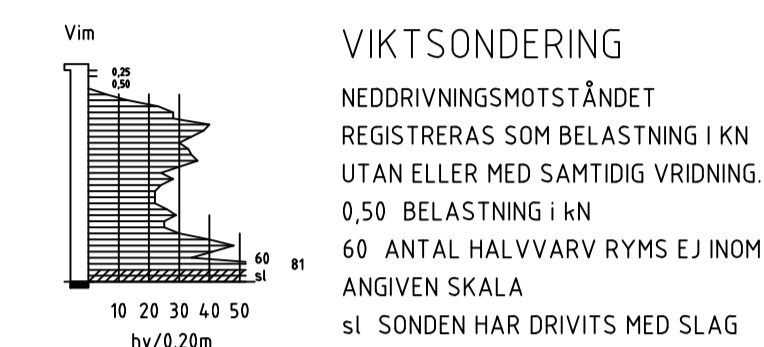 Vim
0,25
0,50
60
sl
81
10 20 30 40 50
hv/0,20m
VIKTSONDERING
NEDDRIVNINGSMOTSTÅNDET
REGISTRERAS SOM BELASTNING I KN
UTAN ELLER MED SAMTIDIG VRIDNING.
0,50 BELASTNING i kN
60 ANTAL HALVVARV RYMS EJ INOM
ANGIVEN SKALA
sl SONDEN HAR DRIVITS MED SLAG